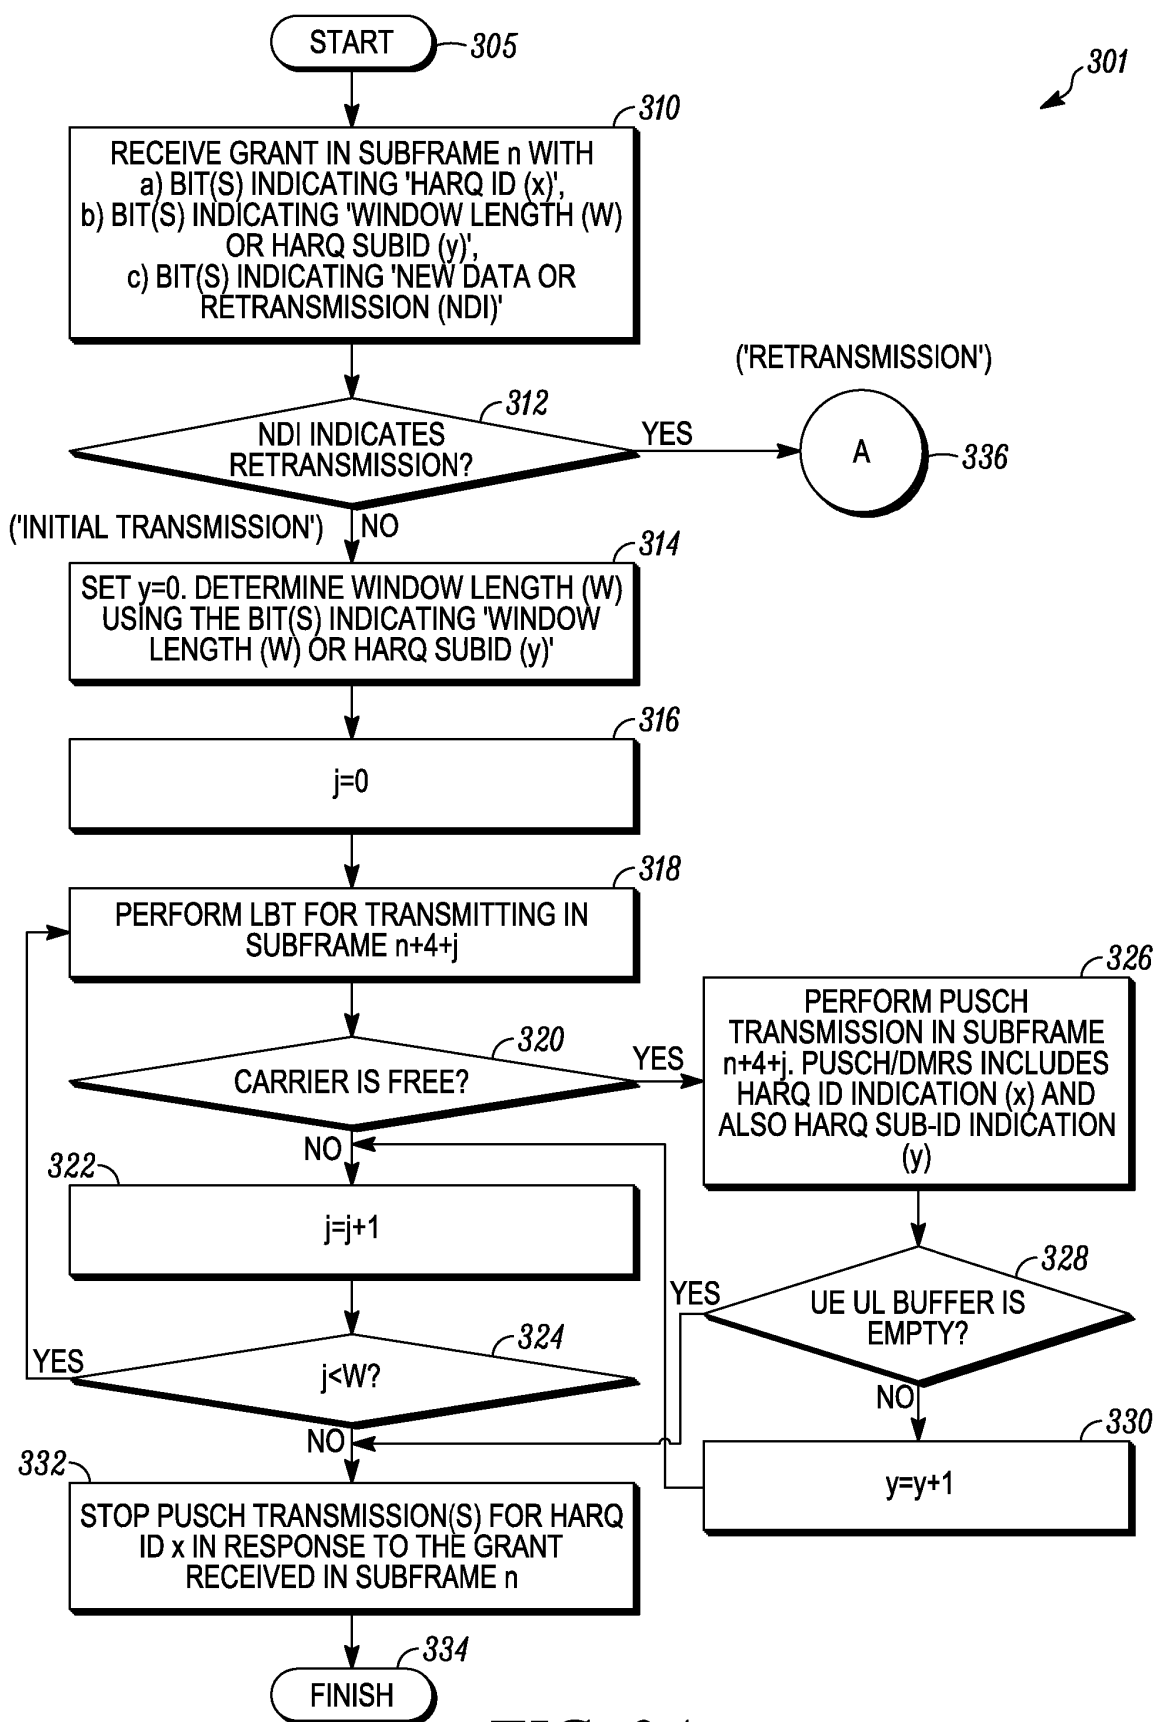 START
305
301
310
RECEIVE GRANT IN SUBFRAME n WITH
a) BIT(S) INDICATING 'HARQ ID (x)',
b) BIT(S) INDICATING 'WINDOW LENGTH (W)
OR HARQ SUBID (y)',
c) BIT(S) INDICATING 'NEW DATA OR
RETRANSMISSION (NDI)'
('RETRANSMISSION')
312
NDI INDICATES
RETRANSMISSION?
YES
A
336
('INITIAL TRANSMISSION')
NO
314
SET y=0. DETERMINE WINDOW LENGTH (W)
USING THE BIT(S) INDICATING 'WINDOW
LENGTH (W) OR HARQ SUBID (y)'
316
j=0
318
PERFORM LBT FOR TRANSMITTING IN
SUBFRAME n+4+j
320
CARRIER IS FREE?
YES
326
PERFORM PUSCH
TRANSMISSION IN SUBFRAME
n+4+j. PUSCH/DMRS INCLUDES
HARQ ID INDICATION (x) AND
ALSO HARQ SUB-ID INDICATION
(y)
NO
322
j=j+1
328
UE UL BUFFER IS
EMPTY?
YES
NO
324
j<W?
YES
NO
330
y=y+1
332
STOP PUSCH TRANSMISSION(S) FOR HARQ
ID x IN RESPONSE TO THE GRANT
RECEIVED IN SUBFRAME n
334
FINISH